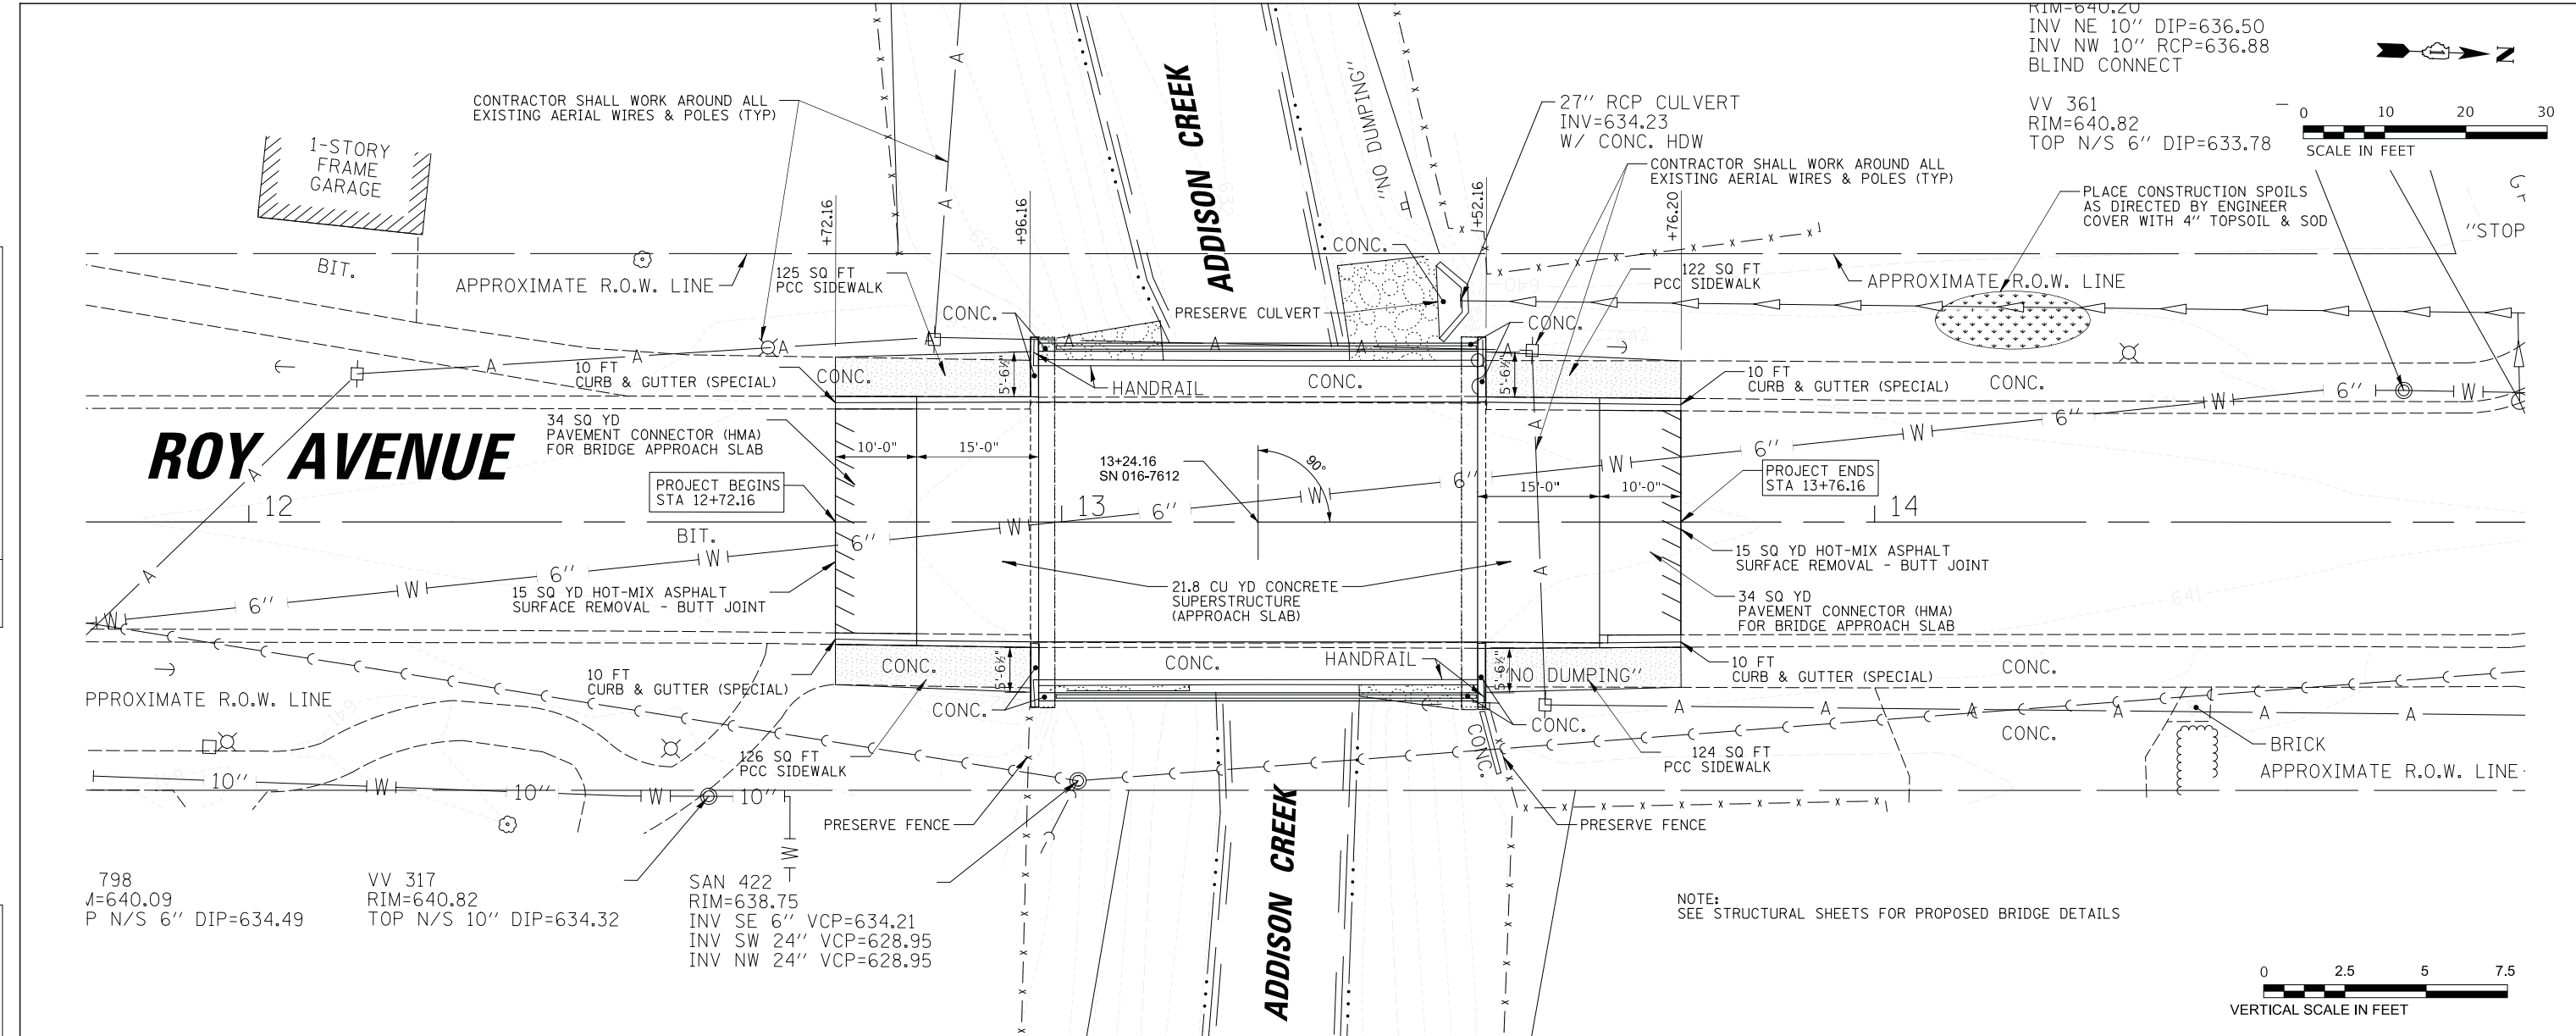 RIM=640.20
INV NE 10" DIP=636.50
INV NW 10" RCP=636.88
BLIND CONNECT
VV 361
RIM=640.82
TOP N/S 6" DIP=633.78
N
0 10 20 30
SCALE IN FEET
CONTRACTOR SHALL WORK AROUND ALL
EXISTING AERIAL WIRES & POLES (TYP)
1-STORY
FRAME
GARAGE
ADDISON CREEK
"NO DUMPING"
27" RCP CULVERT
INV=634.23
W/ CONC. HDW
CONTRACTOR SHALL WORK AROUND ALL
EXISTING AERIAL WIRES & POLES (TYP)
PLACE CONSTRUCTION SPOILS
AS DIRECTED BY ENGINEER
COVER WITH 4" TOPSOIL & SOD
"STOP
+72.16
+96.16
+52.16
+76.20
BIT.
APPROXIMATE R.O.W. LINE
125 SQ FT
PCC SIDEWALK
CONC.
CONC.
122 SQ FT
PCC SIDEWALK
APPROXIMATE R.O.W. LINE
640
642
639
632
PRESERVE CULVERT
CONC.
10 FT
CURB & GUTTER (SPECIAL)
CONC.
5'-6½"
HANDRAIL
CONC.
5'-6½"
10 FT
CURB & GUTTER (SPECIAL)
CONC.
6"
W
ROY AVENUE
34 SQ YD
PAVEMENT CONNECTOR (HMA)
FOR BRIDGE APPROACH SLAB
10'-0"
15'-0"
13+24.16
SN 016-7612
90°
15'-0"
10'-0"
PROJECT BEGINS
STA 12+72.16
PROJECT ENDS
STA 13+76.16
12
13
14
BIT.
6"
15 SQ YD HOT-MIX ASPHALT
SURFACE REMOVAL - BUTT JOINT
21.8 CU YD CONCRETE
SUPERSTRUCTURE
(APPROACH SLAB)
15 SQ YD HOT-MIX ASPHALT
SURFACE REMOVAL - BUTT JOINT
34 SQ YD
PAVEMENT CONNECTOR (HMA)
FOR BRIDGE APPROACH SLAB
641
10 FT
CURB & GUTTER (SPECIAL)
CONC.
5'-6½"
CONC.
HANDRAIL
5'-6½"
"NO DUMPING"
10 FT
CURB & GUTTER (SPECIAL)
CONC.
PPROXIMATE R.O.W. LINE
641
CONC.
CONC.
CONC.
CONC.
126 SQ FT
PCC SIDEWALK
124 SQ FT
PCC SIDEWALK
BRICK
APPROXIMATE R.O.W. LINE
10" W 10" W 10"
W
PRESERVE FENCE
PRESERVE FENCE
ADDISON CREEK
798
M=640.09
P N/S 6" DIP=634.49
VV 317
RIM=640.82
TOP N/S 10" DIP=634.32
SAN 422
RIM=638.75
INV SE 6" VCP=634.21
INV SW 24" VCP=628.95
INV NW 24" VCP=628.95
NOTE:
SEE STRUCTURAL SHEETS FOR PROPOSED BRIDGE DETAILS
0 2.5 5 7.5
VERTICAL SCALE IN FEET